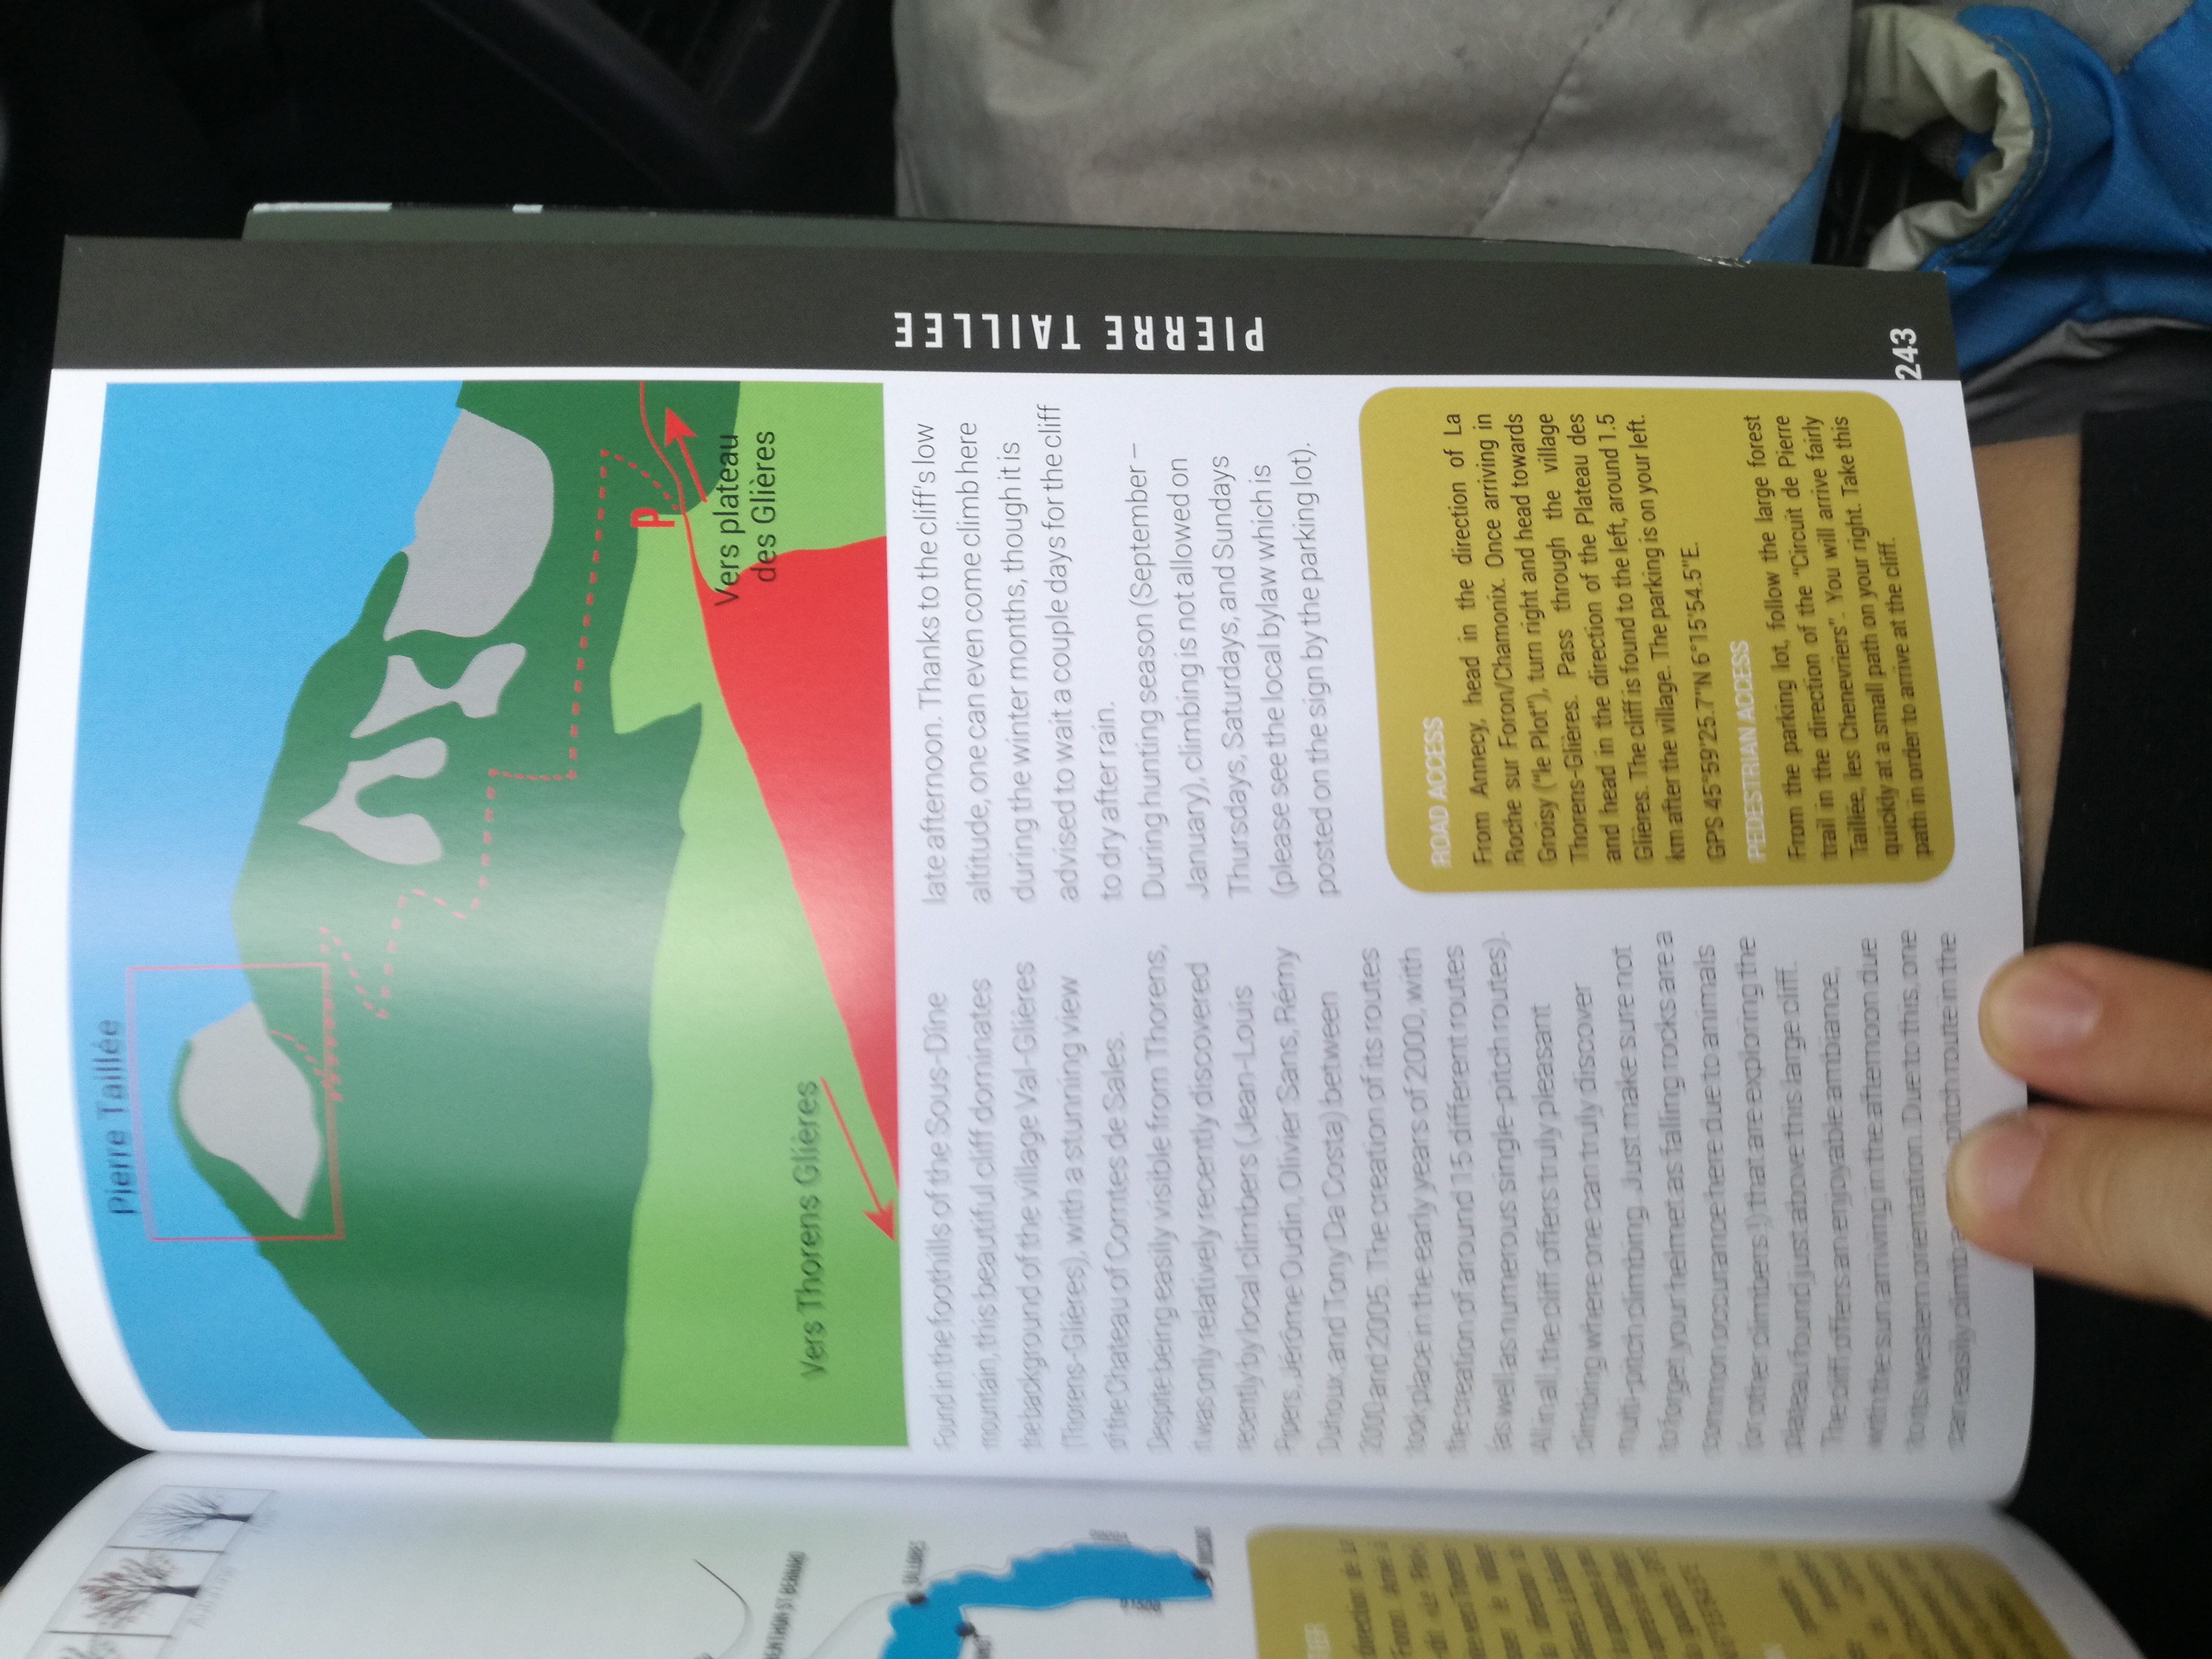 Pierre Taillée
P
Vers plateau
des Glières
Vers Thorens Glières
Found in the foothills of the Sous-Dine
mountain, this beautiful cliff dominates
the background of the village Val-Glières
(Thorens-Glières), with a stunning view
of the Chateau of Comtes de Sales.
Despite being easily visible from Thorens,
it was only relatively recently discovered
recently by local climbers (Jean-Louis
Pipers, Jérôme Oudin, Olivier Sans, Rémy
Duhoux, and Tony Da Costa) between
2000 and 2005. The creation of its routes
took place in the early years of 2000, with
the creation of around 15 different routes
(as well as numerous single-pitch routes).
All in all, the cliff offers truly pleasant
climbing where one can truly discover
multi-pitch climbing. Just make sure not
to forget your helmet as falling rocks are a
common occurance here due to animals
(or other climbers !) that are exploring the
plateau found just above this large cliff.
The cliff offers an enjoyable ambiance,
with the sun arriving in the afternoon due
to its western orientation. Due to this, one
can easily climb a pitch route in the
late afternoon. Thanks to the cliff's low
altitude, one can even come climb here
during the winter months, though it is
advised to wait a couple days for the cliff
to dry after rain.
During hunting season (September –
January), climbing is not allowed on
Thursdays, Saturdays, and Sundays
(please see the local bylaw which is
posted on the sign by the parking lot).
ROAD ACCESS
From Annecy, head in the direction of La
Roche sur Foron/Chamonix. Once arriving in
Groisy ("le Plot"), turn right and head towards
Thorens-Glières. Pass through the village
and head in the direction of the Plateau des
Glières. The cliff is found to the left, around 1.5
km after the village. The parking is on your left.
GPS 45°59'25.7"N 6°15'54.5"E.
PEDESTRIAN ACCESS
From the parking lot, follow the large forest
trail in the direction of the "Circuit de Pierre
Taillée, les Chenevriers". You will arrive fairly
quickly at a small path on your right. Take this
path in order to arrive at the cliff.
PIERRE TAILLEE
243